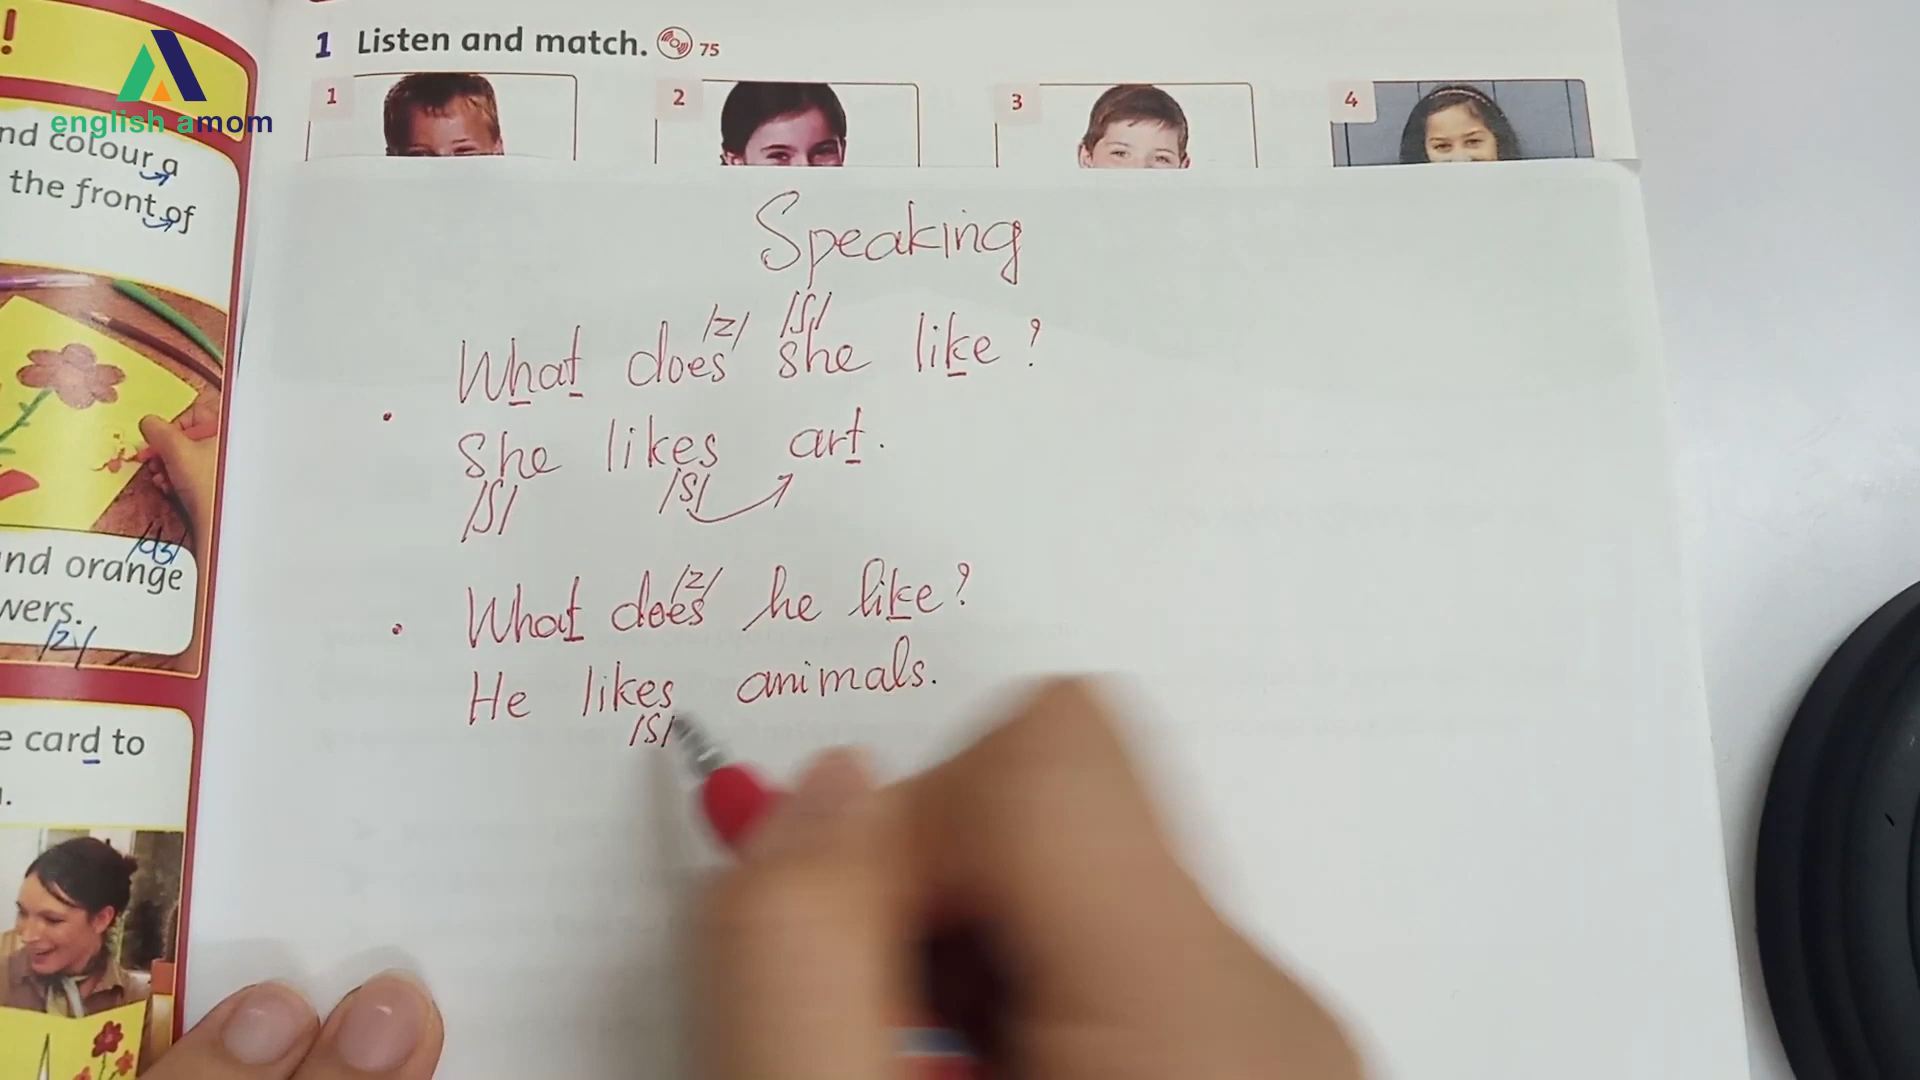 !
english amom
nd colour a
the front of
/dʒ/
nd orange
wers.
/z/
e card to
.
1 Listen and match. 75
1
2
3
4
Speaking
/z/ /ʃ/
What does she like?
• She likes art.
/ʃ/ /s/
/z/
• What does he like?
He likes animals.
/s/